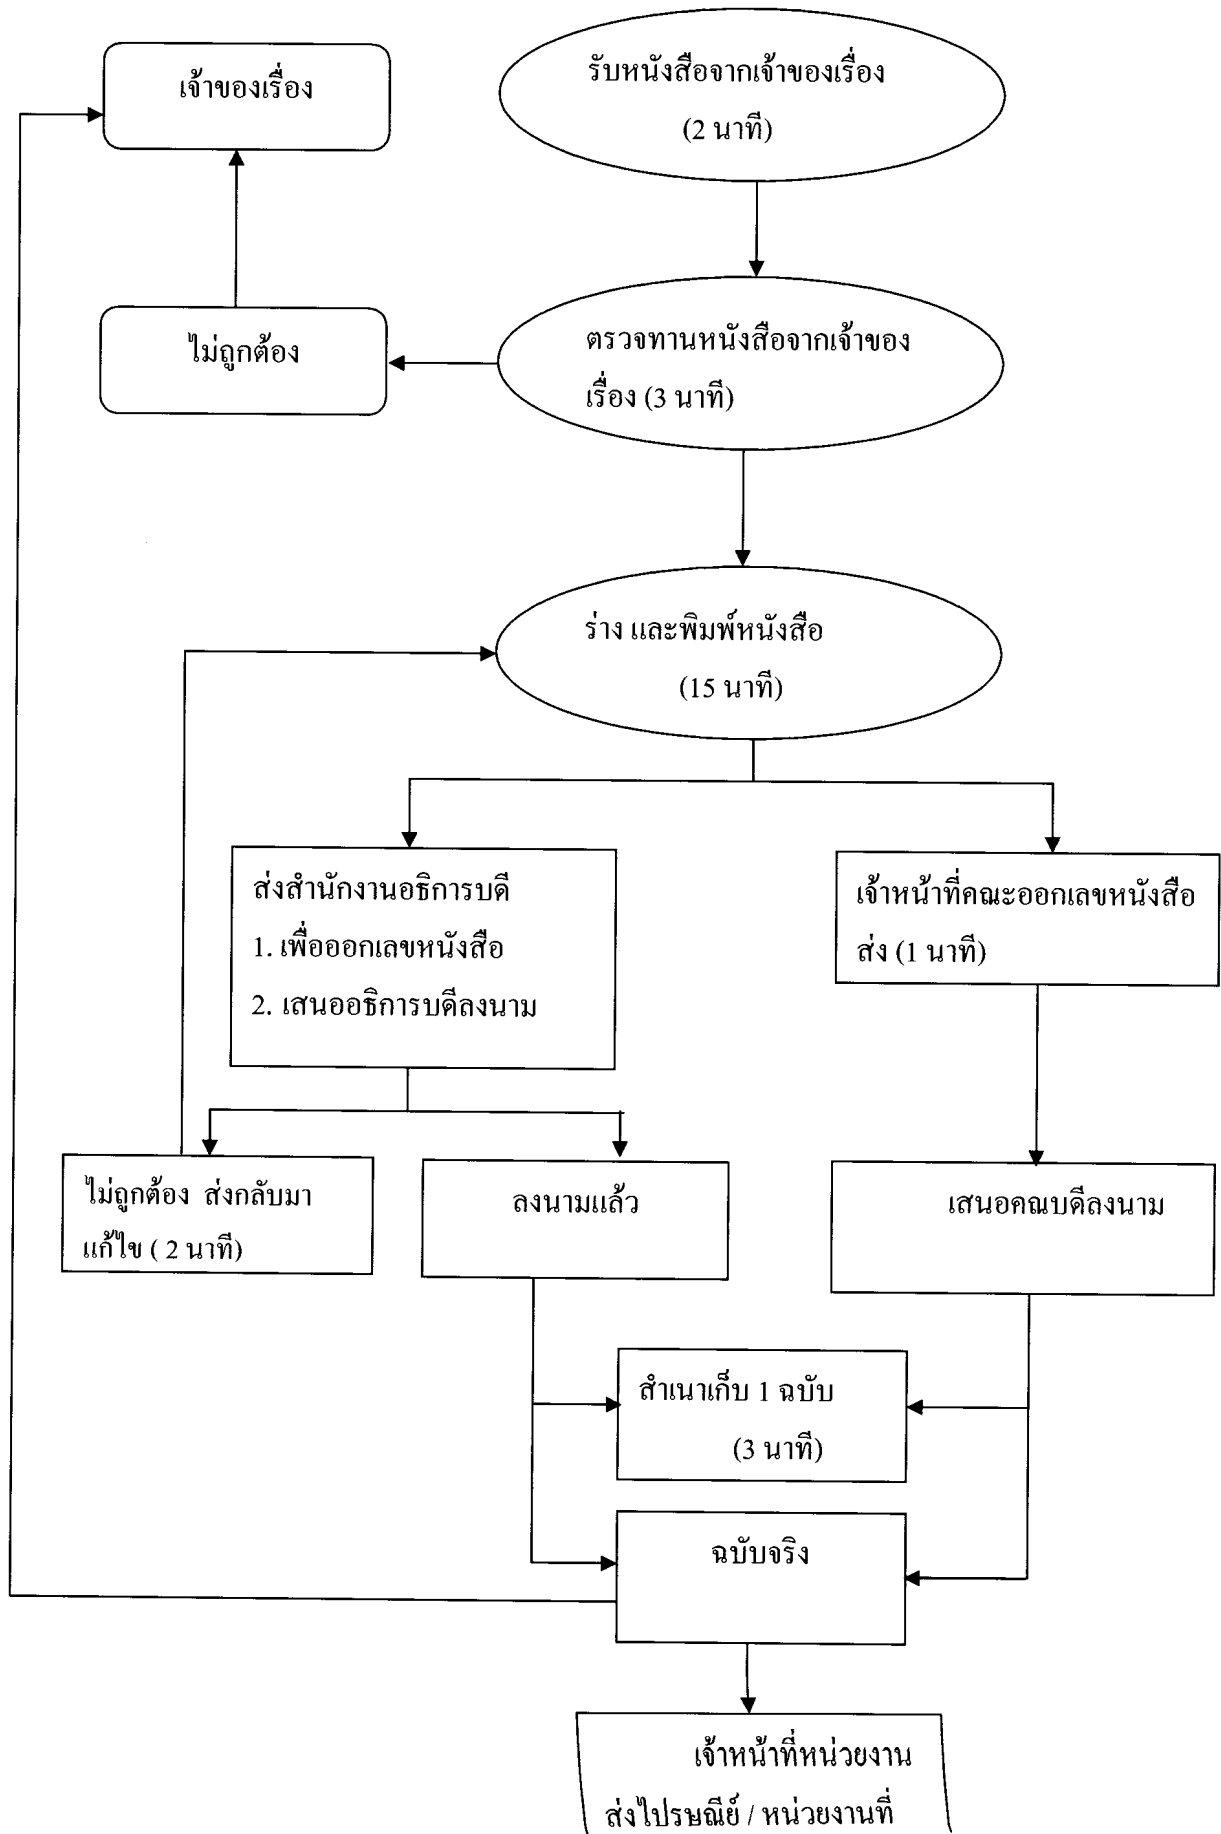 เจ้าของเรื่อง
รับหนังสือจากเจ้าของเรื่อง
(2 นาที)
ไม่ถูกต้อง
ตรวจทานหนังสือจากเจ้าของ
เรื่อง (3 นาที)
ร่าง และพิมพ์หนังสือ
(15 นาที)
ส่งสำนักงานอธิการบดี
1. เพื่อออกเลขหนังสือ
2. เสนออธิการบดีลงนาม
เจ้าหน้าที่คณะออกเลขหนังสือ
ส่ง (1 นาที)
ไม่ถูกต้อง ส่งกลับมา
แก้ไข ( 2 นาที)
ลงนามแล้ว
เสนอคณบดีลงนาม
สำเนาเก็บ 1 ฉบับ
(3 นาที)
ฉบับจริง
เจ้าหน้าที่หน่วยงาน
ส่งไปรษณีย์ / หน่วยงานที่